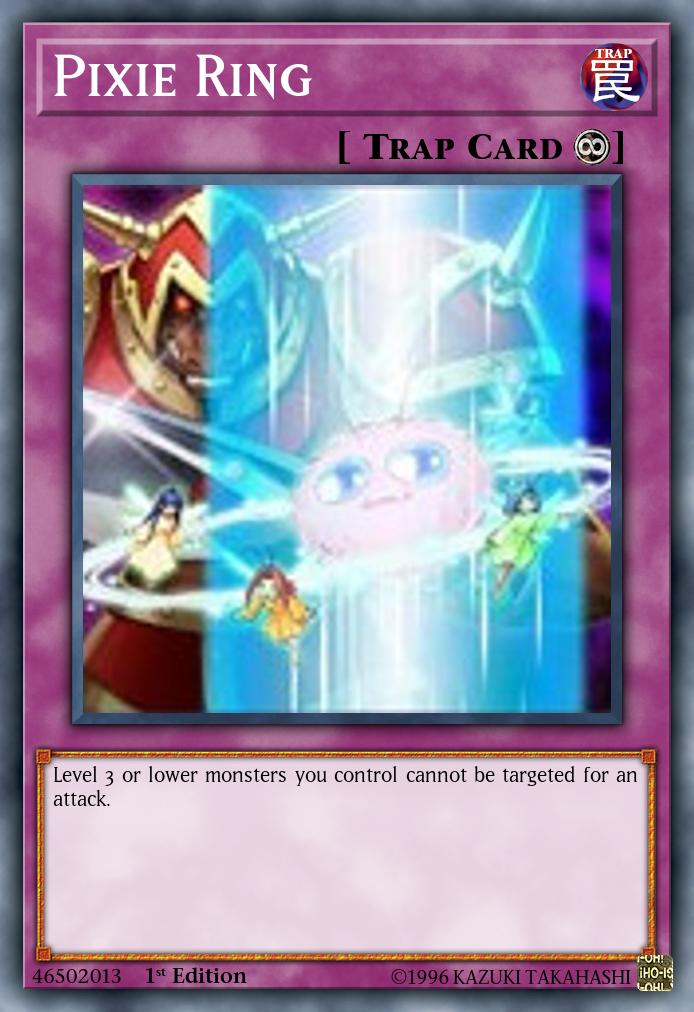 Pixie Ring
TRAP
罠
[ Trap Card ∞]
Level 3 or lower monsters you control cannot be targeted for an
attack.
46502013 1st Edition ©1996 KAZUKI TAKAHASHI